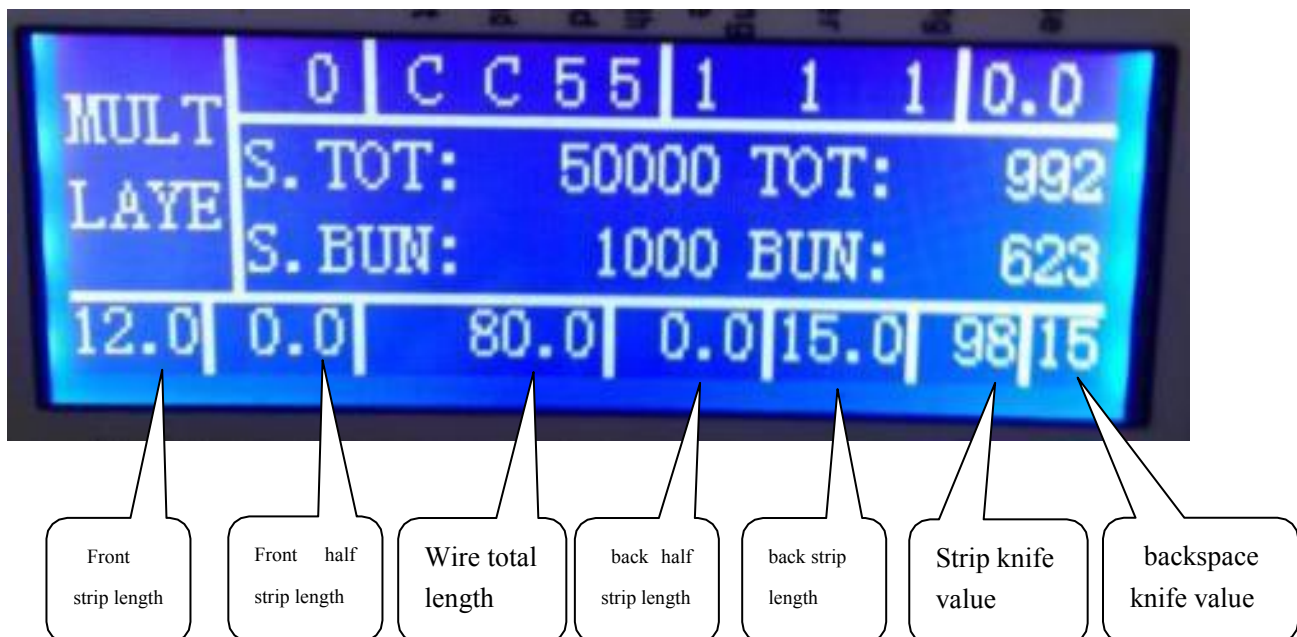 0 C C 5 5 1 1 1 0.0
MULT
LAYE
S.TOT: 50000 TOT: 992
S.BUN: 1000 BUN: 623
12.0 0.0 80.0 0.0 15.0 98 15
Front
strip length
Front half
strip length
Wire total
length
back half
strip length
back strip
length
Strip knife
value
backspace
knife value